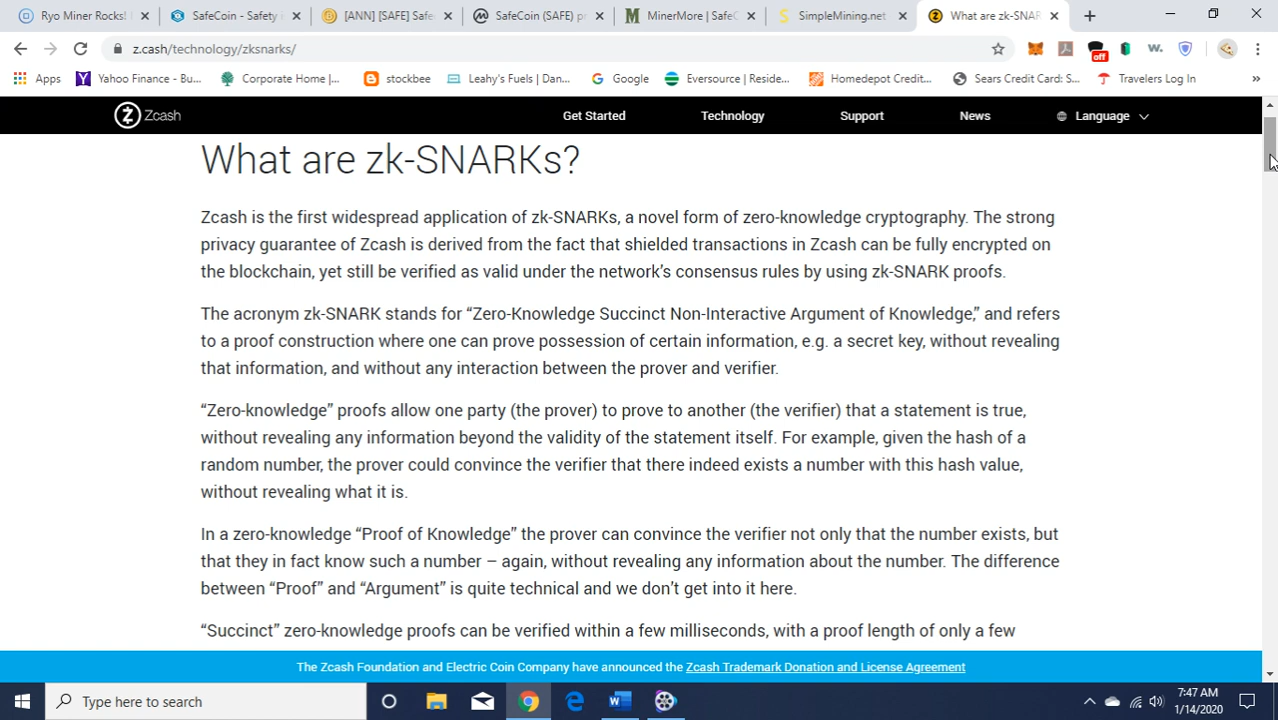 Ryo Miner Rocks!
SafeCoin - Safety
[ANN] [SAFE] Safe
SafeCoin (SAFE) p
MinerMore | SafeC
SimpleMining.net
What are zk-SNAR
z.cash/technology/zksnarks/
off
w.
Apps
Yahoo Finance - Bu...
Corporate Home |...
stockbee
Leahy's Fuels | Dan...
Google
Eversource | Reside...
Homedepot Credit...
Sears Credit Card: S...
Travelers Log In
»
Zcash
Get Started
Technology
Support
News
Language
What are zk-SNARKs?
Zcash is the first widespread application of zk-SNARKs, a novel form of zero-knowledge cryptography. The strong
privacy guarantee of Zcash is derived from the fact that shielded transactions in Zcash can be fully encrypted on
the blockchain, yet still be verified as valid under the network's consensus rules by using zk-SNARK proofs.
The acronym zk-SNARK stands for “Zero-Knowledge Succinct Non-Interactive Argument of Knowledge,” and refers
to a proof construction where one can prove possession of certain information, e.g. a secret key, without revealing
that information, and without any interaction between the prover and verifier.
“Zero-knowledge” proofs allow one party (the prover) to prove to another (the verifier) that a statement is true,
without revealing any information beyond the validity of the statement itself. For example, given the hash of a
random number, the prover could convince the verifier that there indeed exists a number with this hash value,
without revealing what it is.
In a zero-knowledge “Proof of Knowledge” the prover can convince the verifier not only that the number exists, but
that they in fact know such a number – again, without revealing any information about the number. The difference
between “Proof” and “Argument” is quite technical and we don't get into it here.
“Succinct” zero-knowledge proofs can be verified within a few milliseconds, with a proof length of only a few
The Zcash Foundation and Electric Coin Company have announced the Zcash Trademark Donation and License Agreement
Type here to search
7:47 AM
1/14/2020